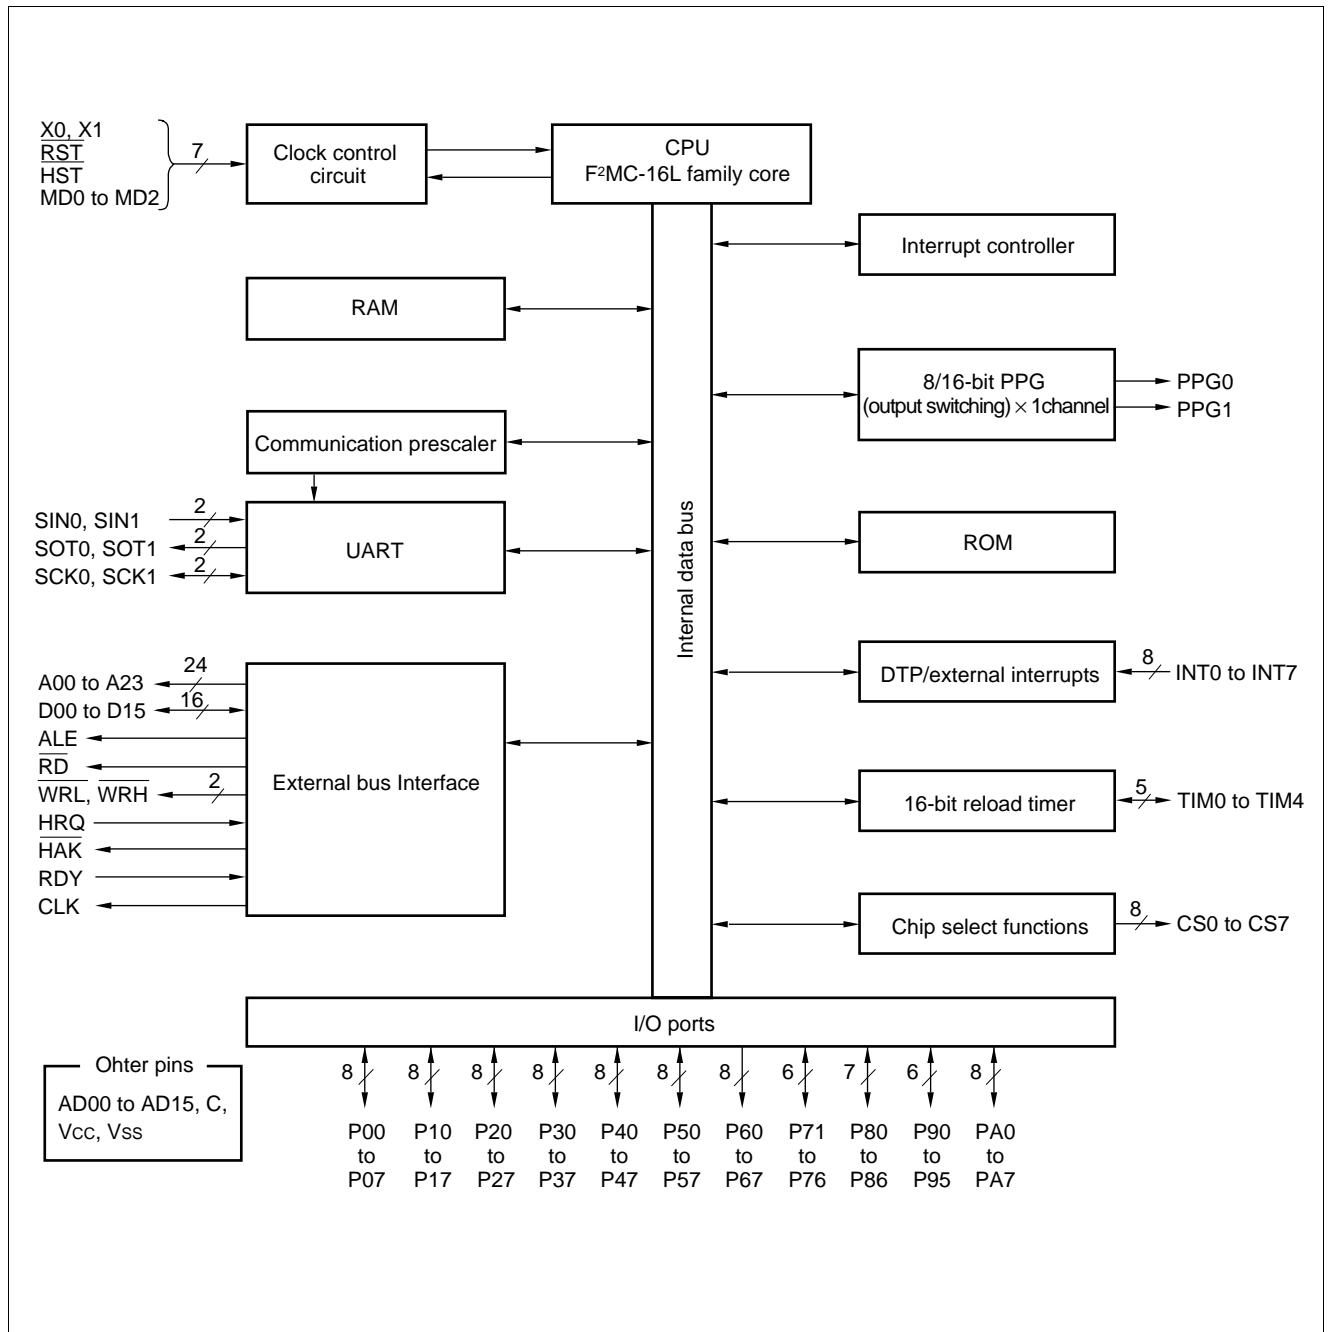 X0, X1
RST
HST
MD0 to MD2
7
Clock control
circuit
CPU
F²MC-16L family core
Interrupt controller
RAM
8/16-bit PPG
(output switching) × 1channel
PPG0
PPG1
Communication prescaler
Internal data bus
SIN0, SIN1
2
SOT0, SOT1
2
SCK0, SCK1
2
UART
ROM
A00 to A23
24
D00 to D15
16
ALE
RD
WRL, WRH
2
HRQ
HAK
RDY
CLK
External bus Interface
DTP/external interrupts
8
INT0 to INT7
16-bit reload timer
5
TIM0 to TIM4
Chip select functions
8
CS0 to CS7
I/O ports
8 8 8 8 8 8 8 6 7 6 8
P00 P10 P20 P30 P40 P50 P60 P71 P80 P90 PA0
to to to to to to to to to to to
P07 P17 P27 P37 P47 P57 P67 P76 P86 P95 PA7
Ohter pins
AD00 to AD15, C,
VCC, VSS